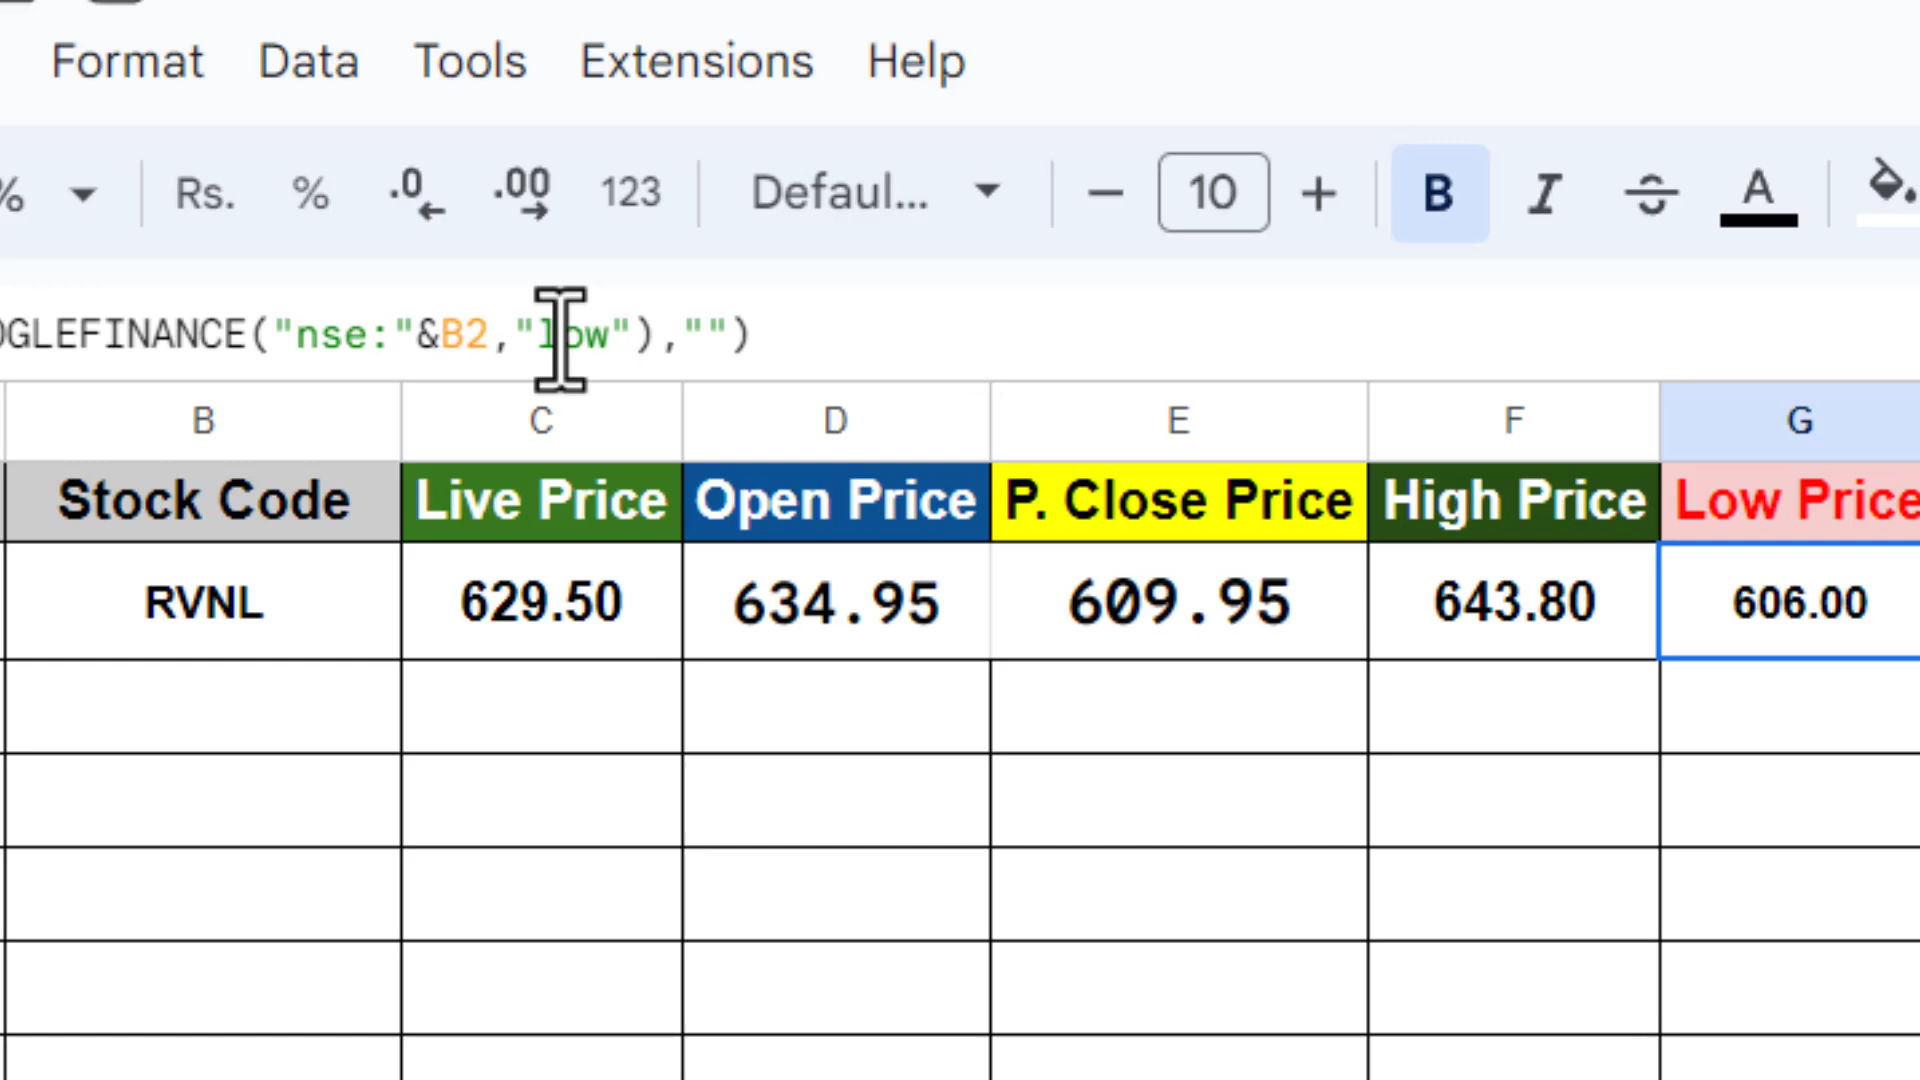 Format Data Tools Extensions Help
% Rs. % .0 .00 123 Defaul... − 10 + B I S A
OGLEFINANCE("nse:"&B2,"low"),"")
B C D E F G
Stock Code Live Price Open Price P. Close Price High Price Low Price
RVNL 629.50 634.95 609.95 643.80 606.00